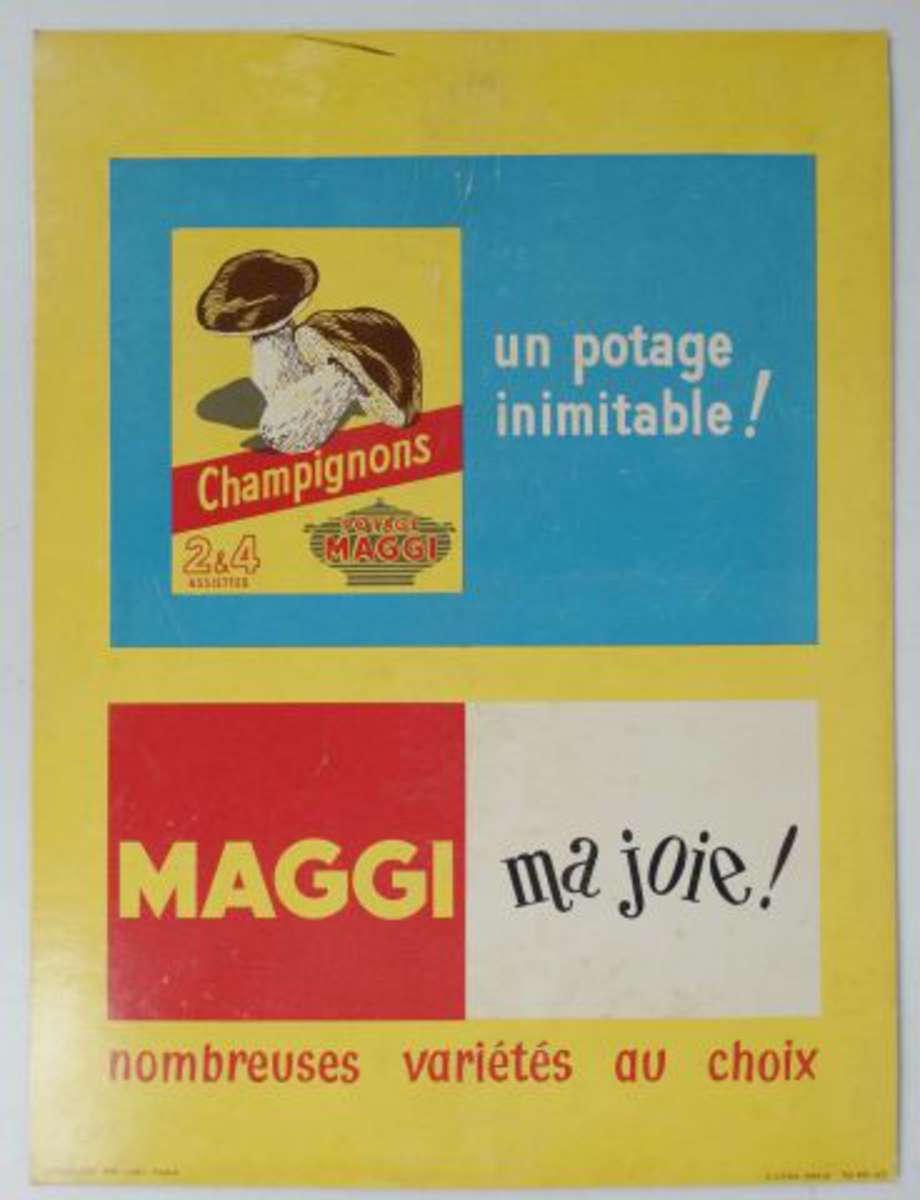 un potage
inimitable!
Champignons
2&4
ASSIETTES
POTAGE
MAGGI
MAGGI
ma joie!
nombreuses variétés au choix